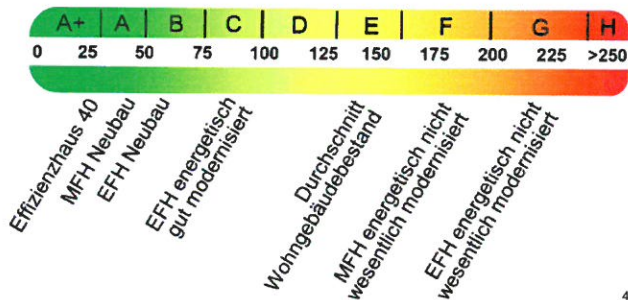 A+ A B C D E F G H
0 25 50 75 100 125 150 175 200 225 >250
Effizienzhaus 40
MFH Neubau
EFH Neubau
EFH energetisch
gut modernisiert
Durchschnitt
Wohngebäudebestand
MFH energetisch nicht
wesentlich modernisiert
EFH energetisch nicht
wesentlich modernisiert
4